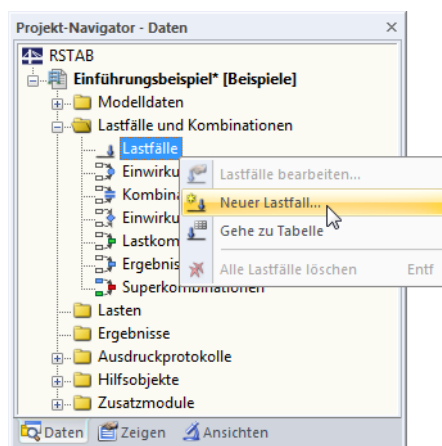 Projekt-Navigator - Daten
RSTAB
Einführungsbeispiel* [Beispiele]
Modelldaten
Lastfälle und Kombinationen
Lastfälle
Einwirku
Kombina
Einwirku
Lastkom
Ergebnis
Superkombinationen
Lastfälle bearbeiten...
Neuer Lastfall...
Gehe zu Tabelle
Alle Lastfälle löschen Entf
Lasten
Ergebnisse
Ausdruckprotokolle
Hilfsobjekte
Zusatzmodule
Daten Zeigen Ansichten